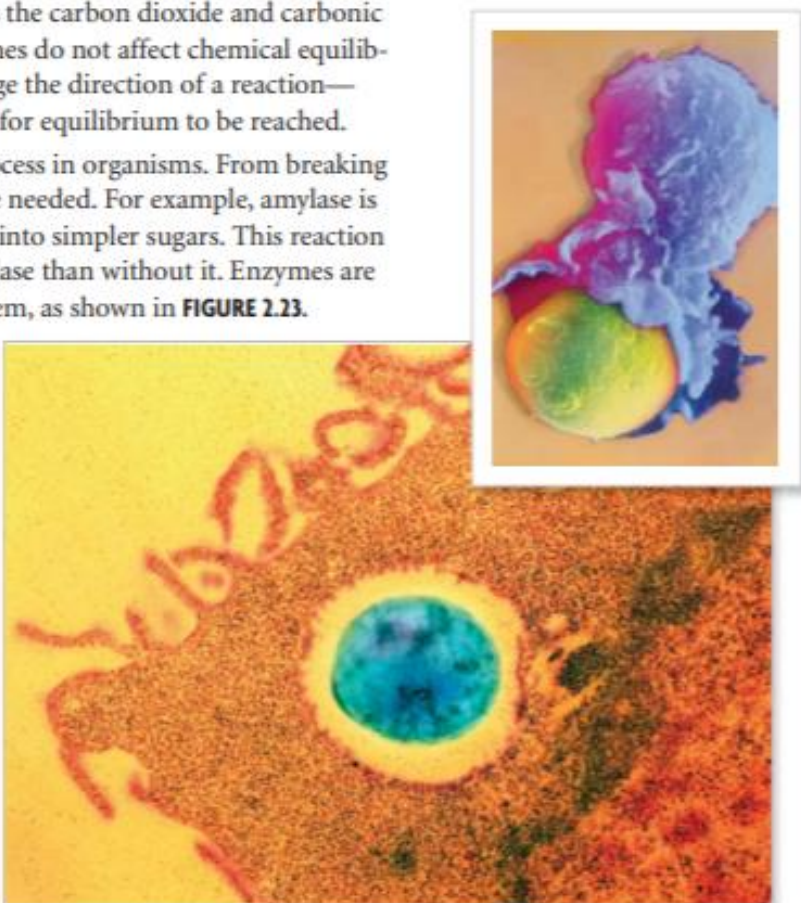 the carbon dioxide and carbonic
nes do not affect chemical equilib-
ge the direction of a reaction—
for equilibrium to be reached.
cess in organisms. From breaking
needed. For example, amylase is
into simpler sugars. This reaction
ase than without it. Enzymes are
em, as shown in FIGURE 2.23.